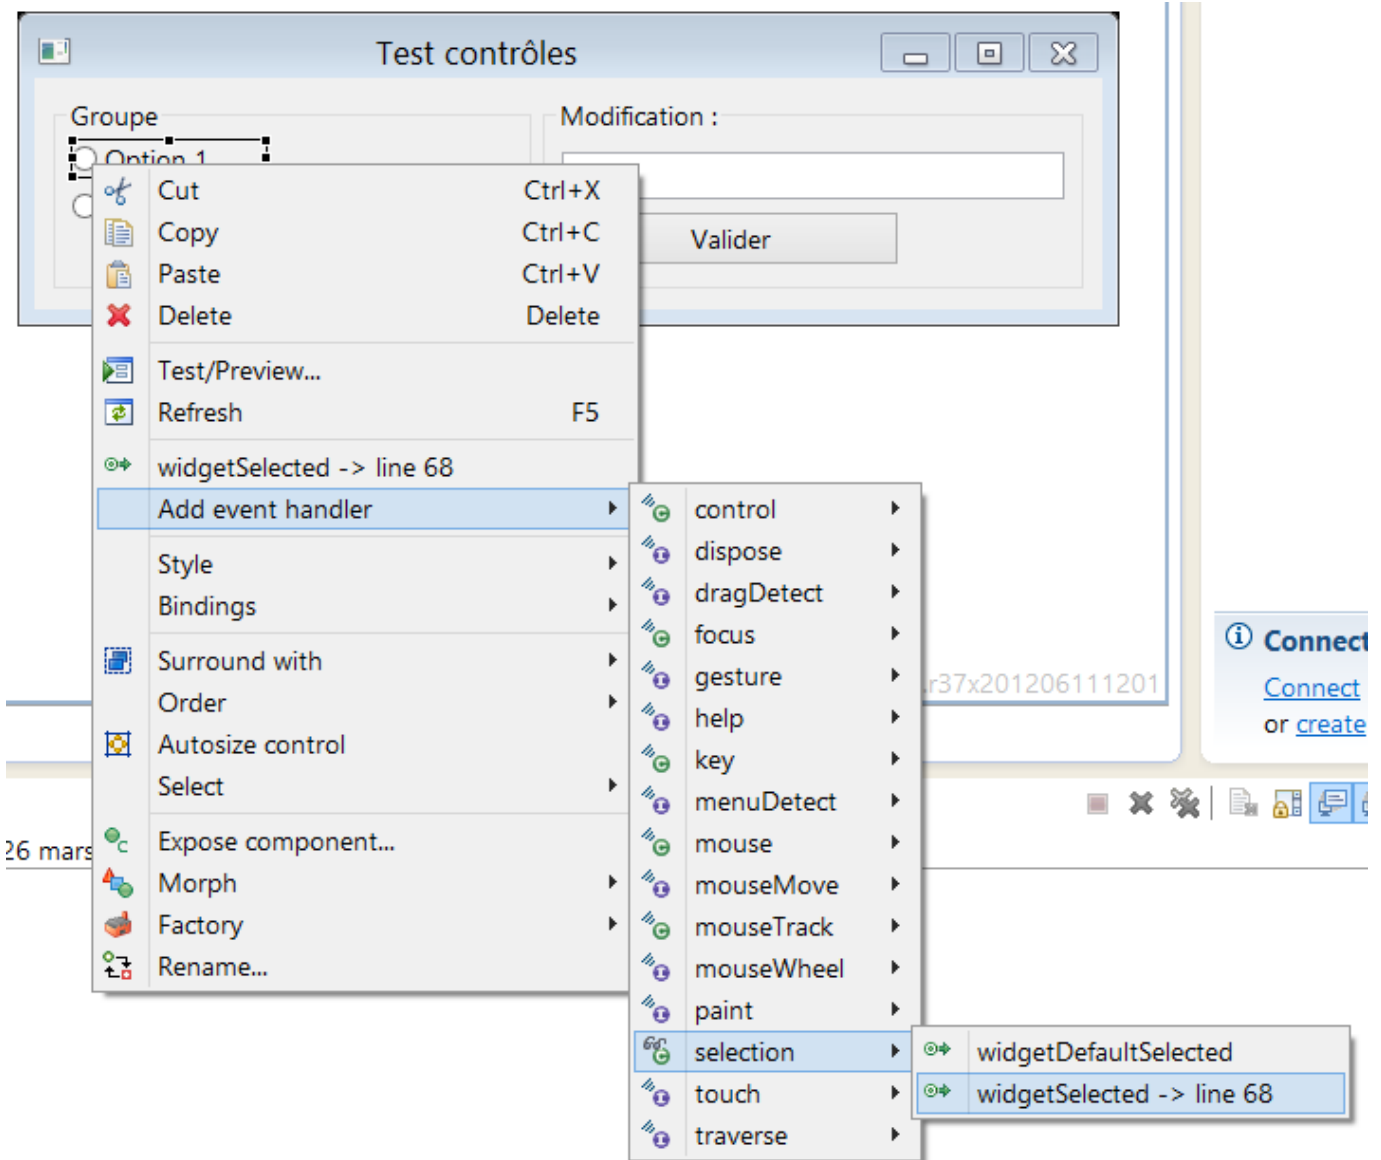 Test contrôles
Groupe
Modification :
Option 1
Valider
Cut Ctrl+X
Copy Ctrl+C
Paste Ctrl+V
Delete Delete
Test/Preview...
Refresh F5
widgetSelected -> line 68
Add event handler
Style
Bindings
Surround with
Order
Autosize control
Select
Expose component...
Morph
Factory
Rename...
control
dispose
dragDetect
focus
gesture
help
key
menuDetect
mouse
mouseMove
mouseTrack
mouseWheel
paint
selection
touch
traverse
widgetDefaultSelected
widgetSelected -> line 68
.r37x201206111201
Connect
Connect
or create
26 mars